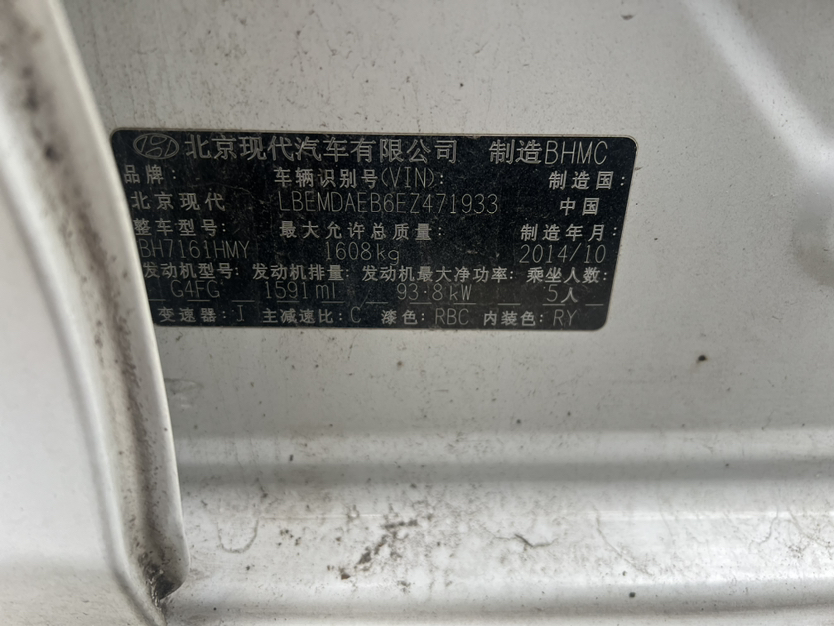 北京现代汽车有限公司 制造BHMC
品牌: 车辆识别号(VIN): 制造国:
北京现代 LBEMDAEB6EZ471933 中国
整车型号: 最大允许总质量: 制造年月:
BH7161HMY 1608kg 2014/10
发动机型号: 发动机排量: 发动机最大净功率: 乘坐人数:
G4FG 1591ml 93.8kW 5人
变速器: I 主减速比: C 漆色: RBC 内装色: RY